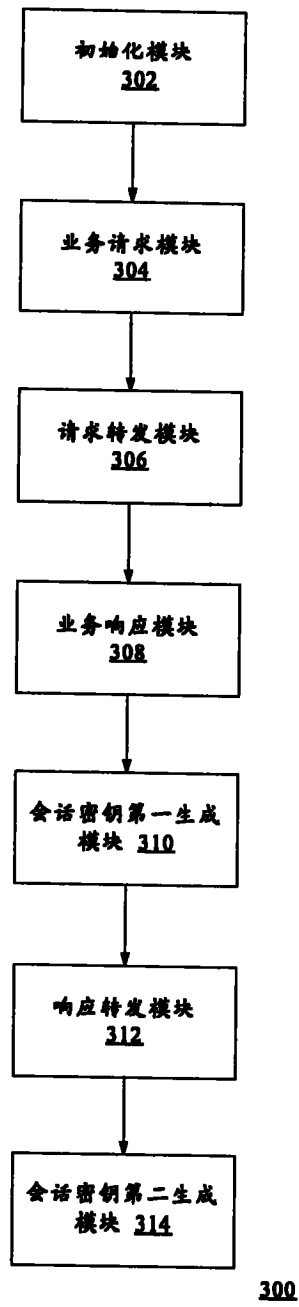 初始化模块
302
业务请求模块
304
请求转发模块
306
业务响应模块
308
会话密钥第一生成
模块 310
响应转发模块
312
会话密钥第二生成
模块 314
300